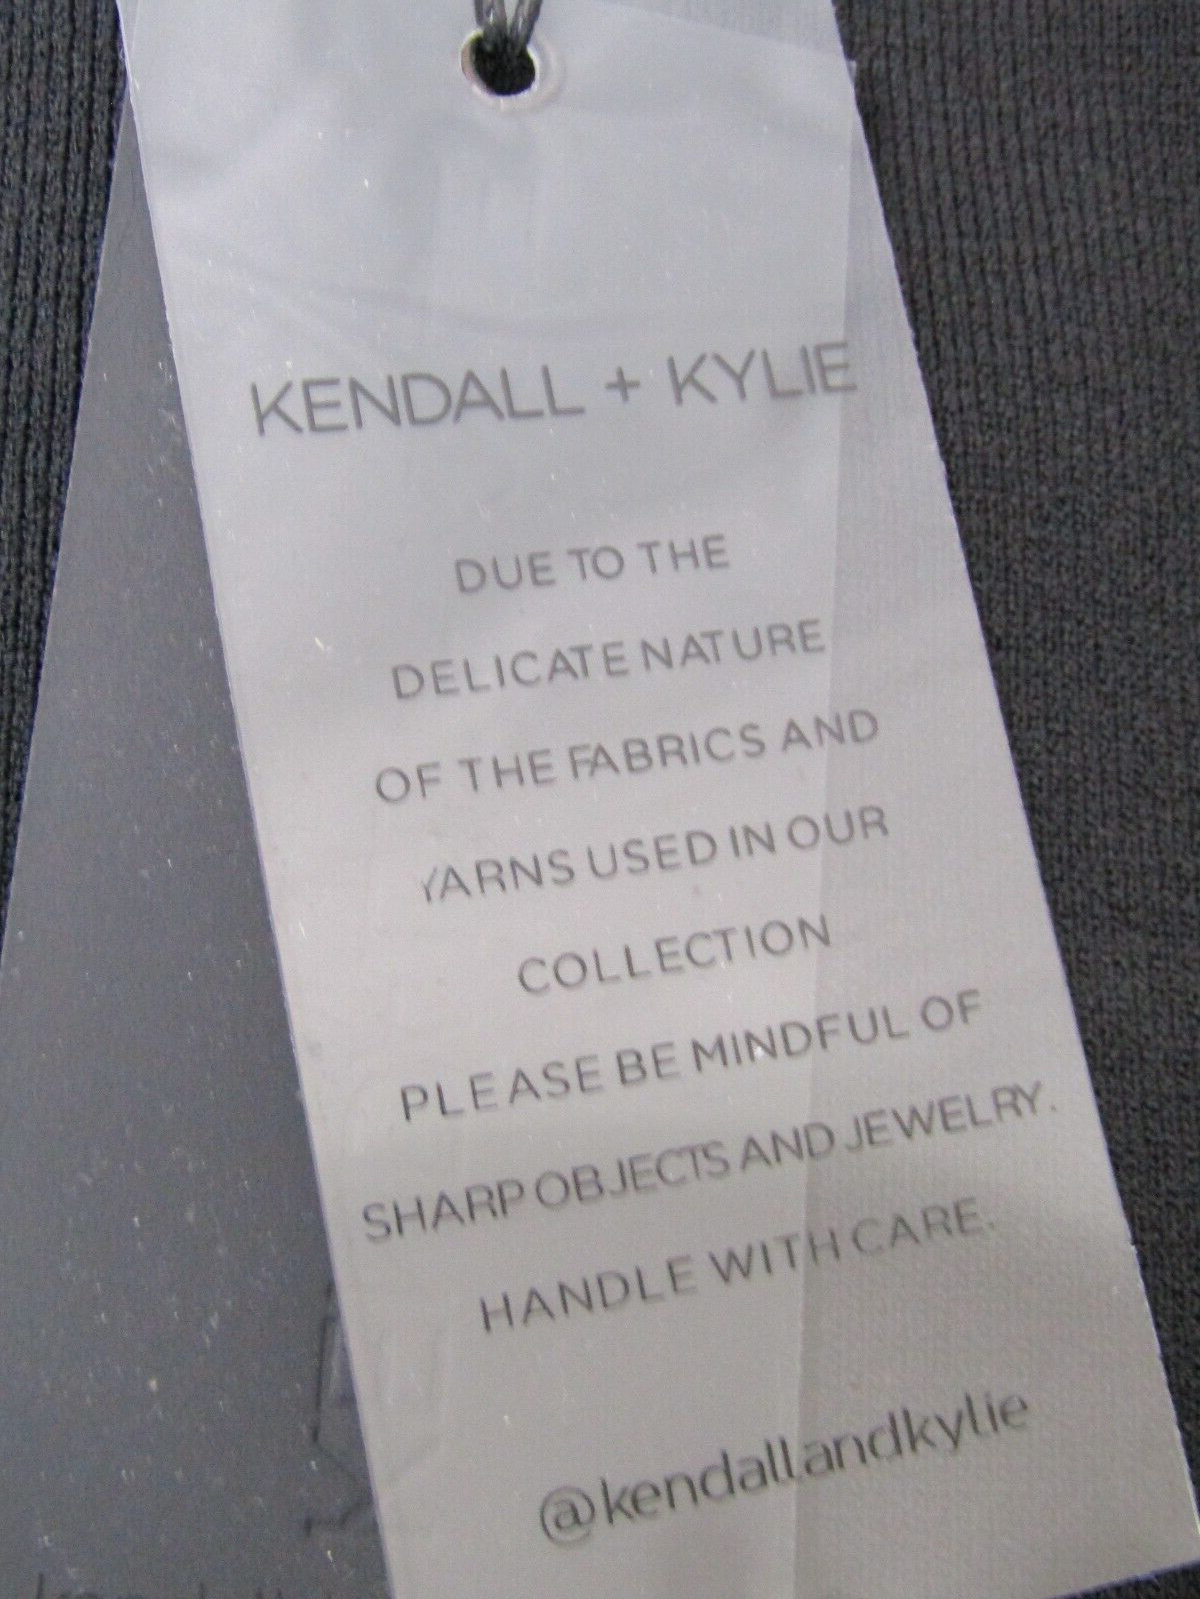 KENDALL + KYLIE
DUE TO THE
DELICATE NATURE
OF THE FABRICS AND
YARNS USED IN OUR
COLLECTION
PLEASE BE MINDFUL OF
SHARP OBJECTS AND JEWELRY.
HANDLE WITH CARE.
@kendallandkylie